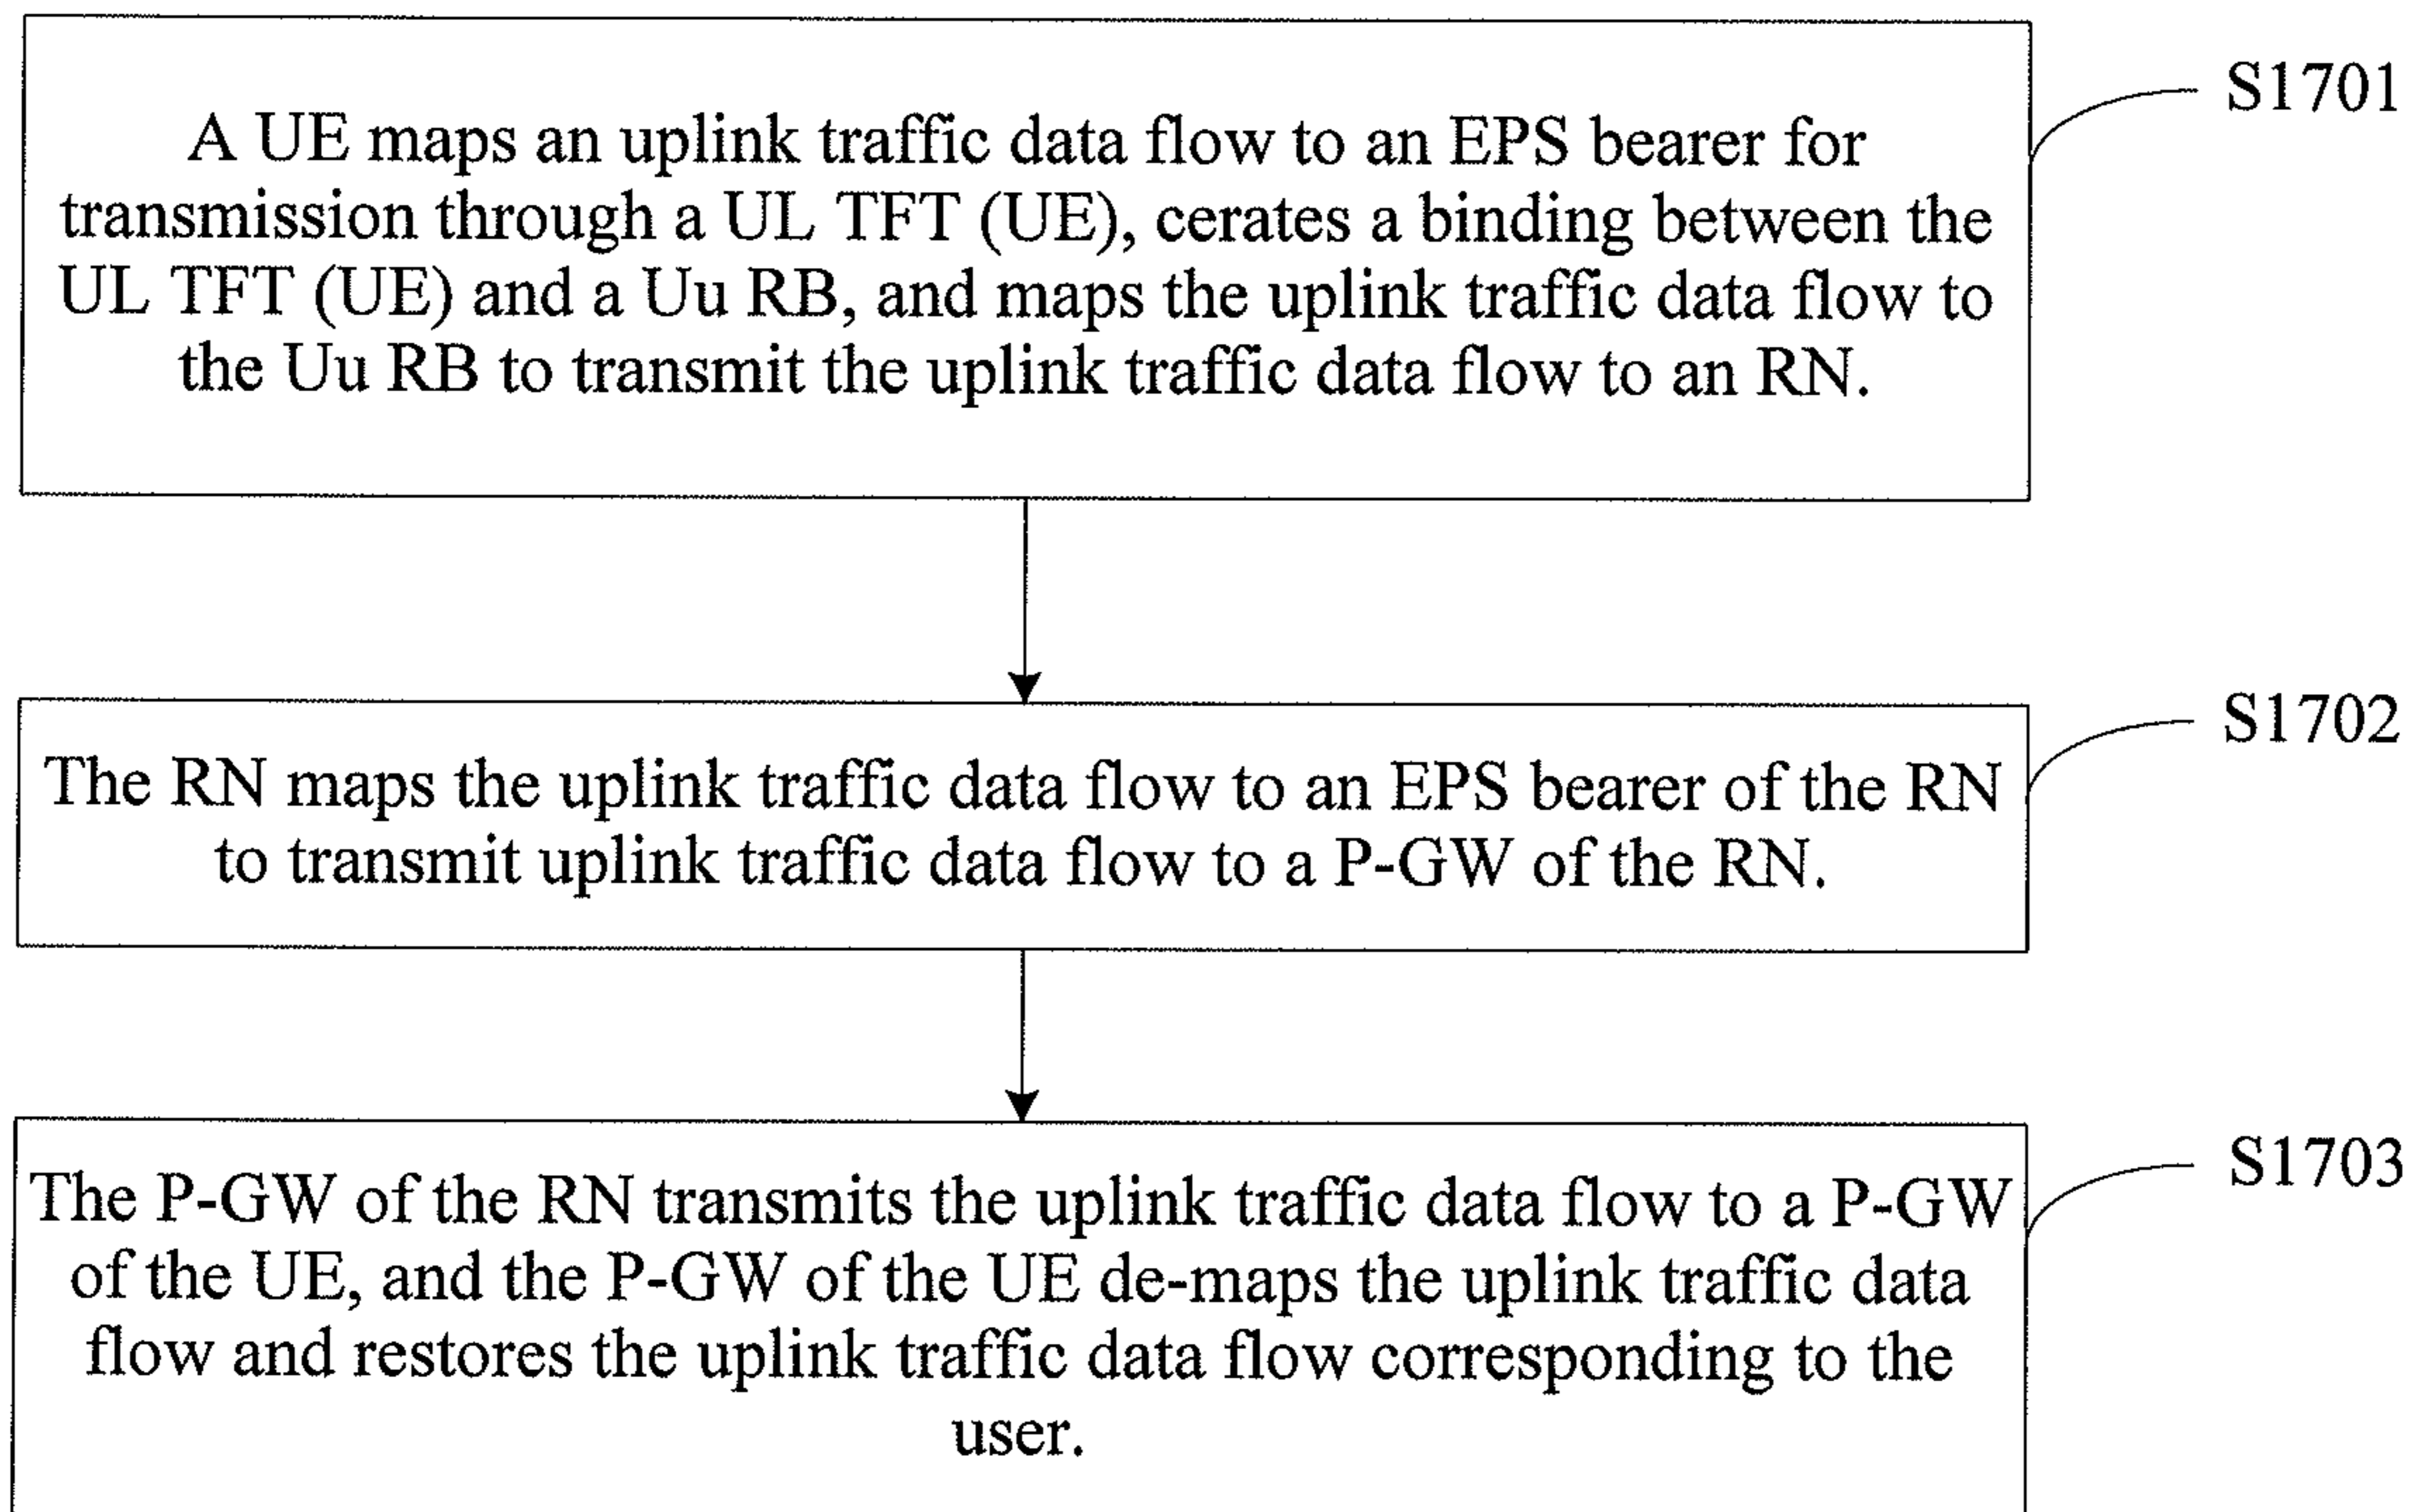 A UE maps an uplink traffic data flow to an EPS bearer for
transmission through a UL TFT (UE), cerates a binding between the
UL TFT (UE) and a Uu RB, and maps the uplink traffic data flow to
the Uu RB to transmit the uplink traffic data flow to an RN.
S1701
The RN maps the uplink traffic data flow to an EPS bearer of the RN
to transmit uplink traffic data flow to a P-GW of the RN.
S1702
The P-GW of the RN transmits the uplink traffic data flow to a P-GW
of the UE, and the P-GW of the UE de-maps the uplink traffic data
flow and restores the uplink traffic data flow corresponding to the
user.
S1703